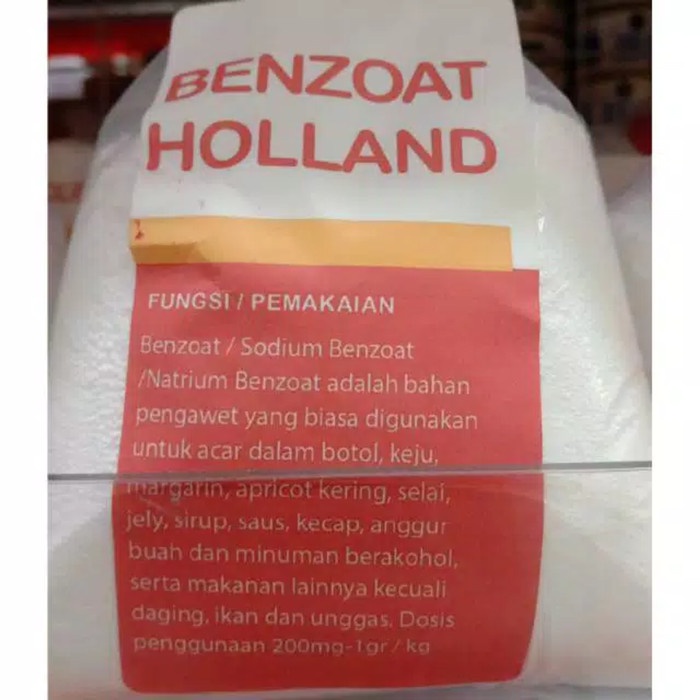 BENZOAT
HOLLAND
FUNGSI / PEMAKAIAN
Benzoat / Sodium Benzoat
/Natrium Benzoat adalah bahan
pengawet yang biasa digunakan
untuk acar dalam botol, keju,
margarin, apricot kering, selai,
jely, sirup, saus, kecap, anggur
buah dan minuman berakohol,
serta makanan lainnya kecuali
daging, ikan dan unggas. Dosis
penggunaan 200mg-1gr / kg